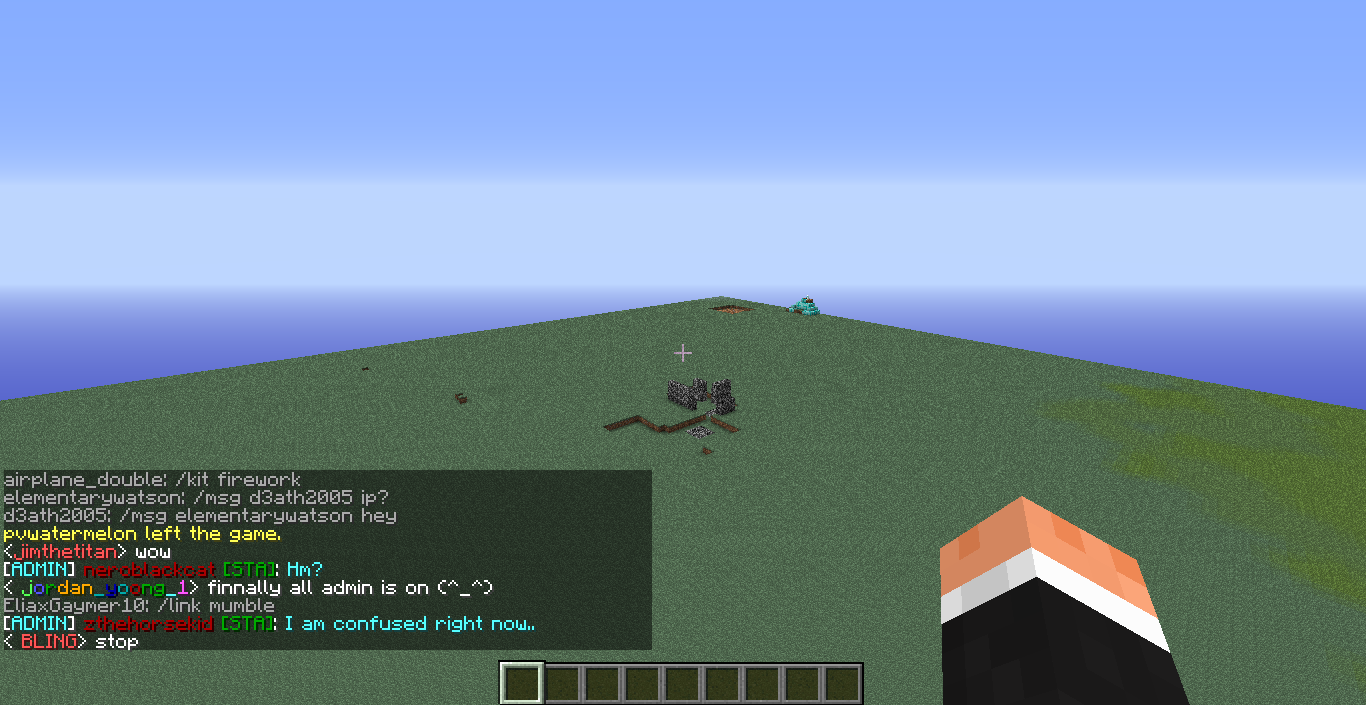 airplane_double: /kit firework
elementarywatson: /msg d3ath2005 ip?
d3ath2005: /msg elementarywatson hey
pvwatermelon left the game.
<jimthetitan> wow
[ADMIN] neroblackcat [STA]: Hm?
< jordan_yoong_1> finnally all admin is on (^_^)
EliaxGaymer10: /link mumble
[ADMIN] zthehorsekid [STA]: I am confused right now..
< BLING> stop